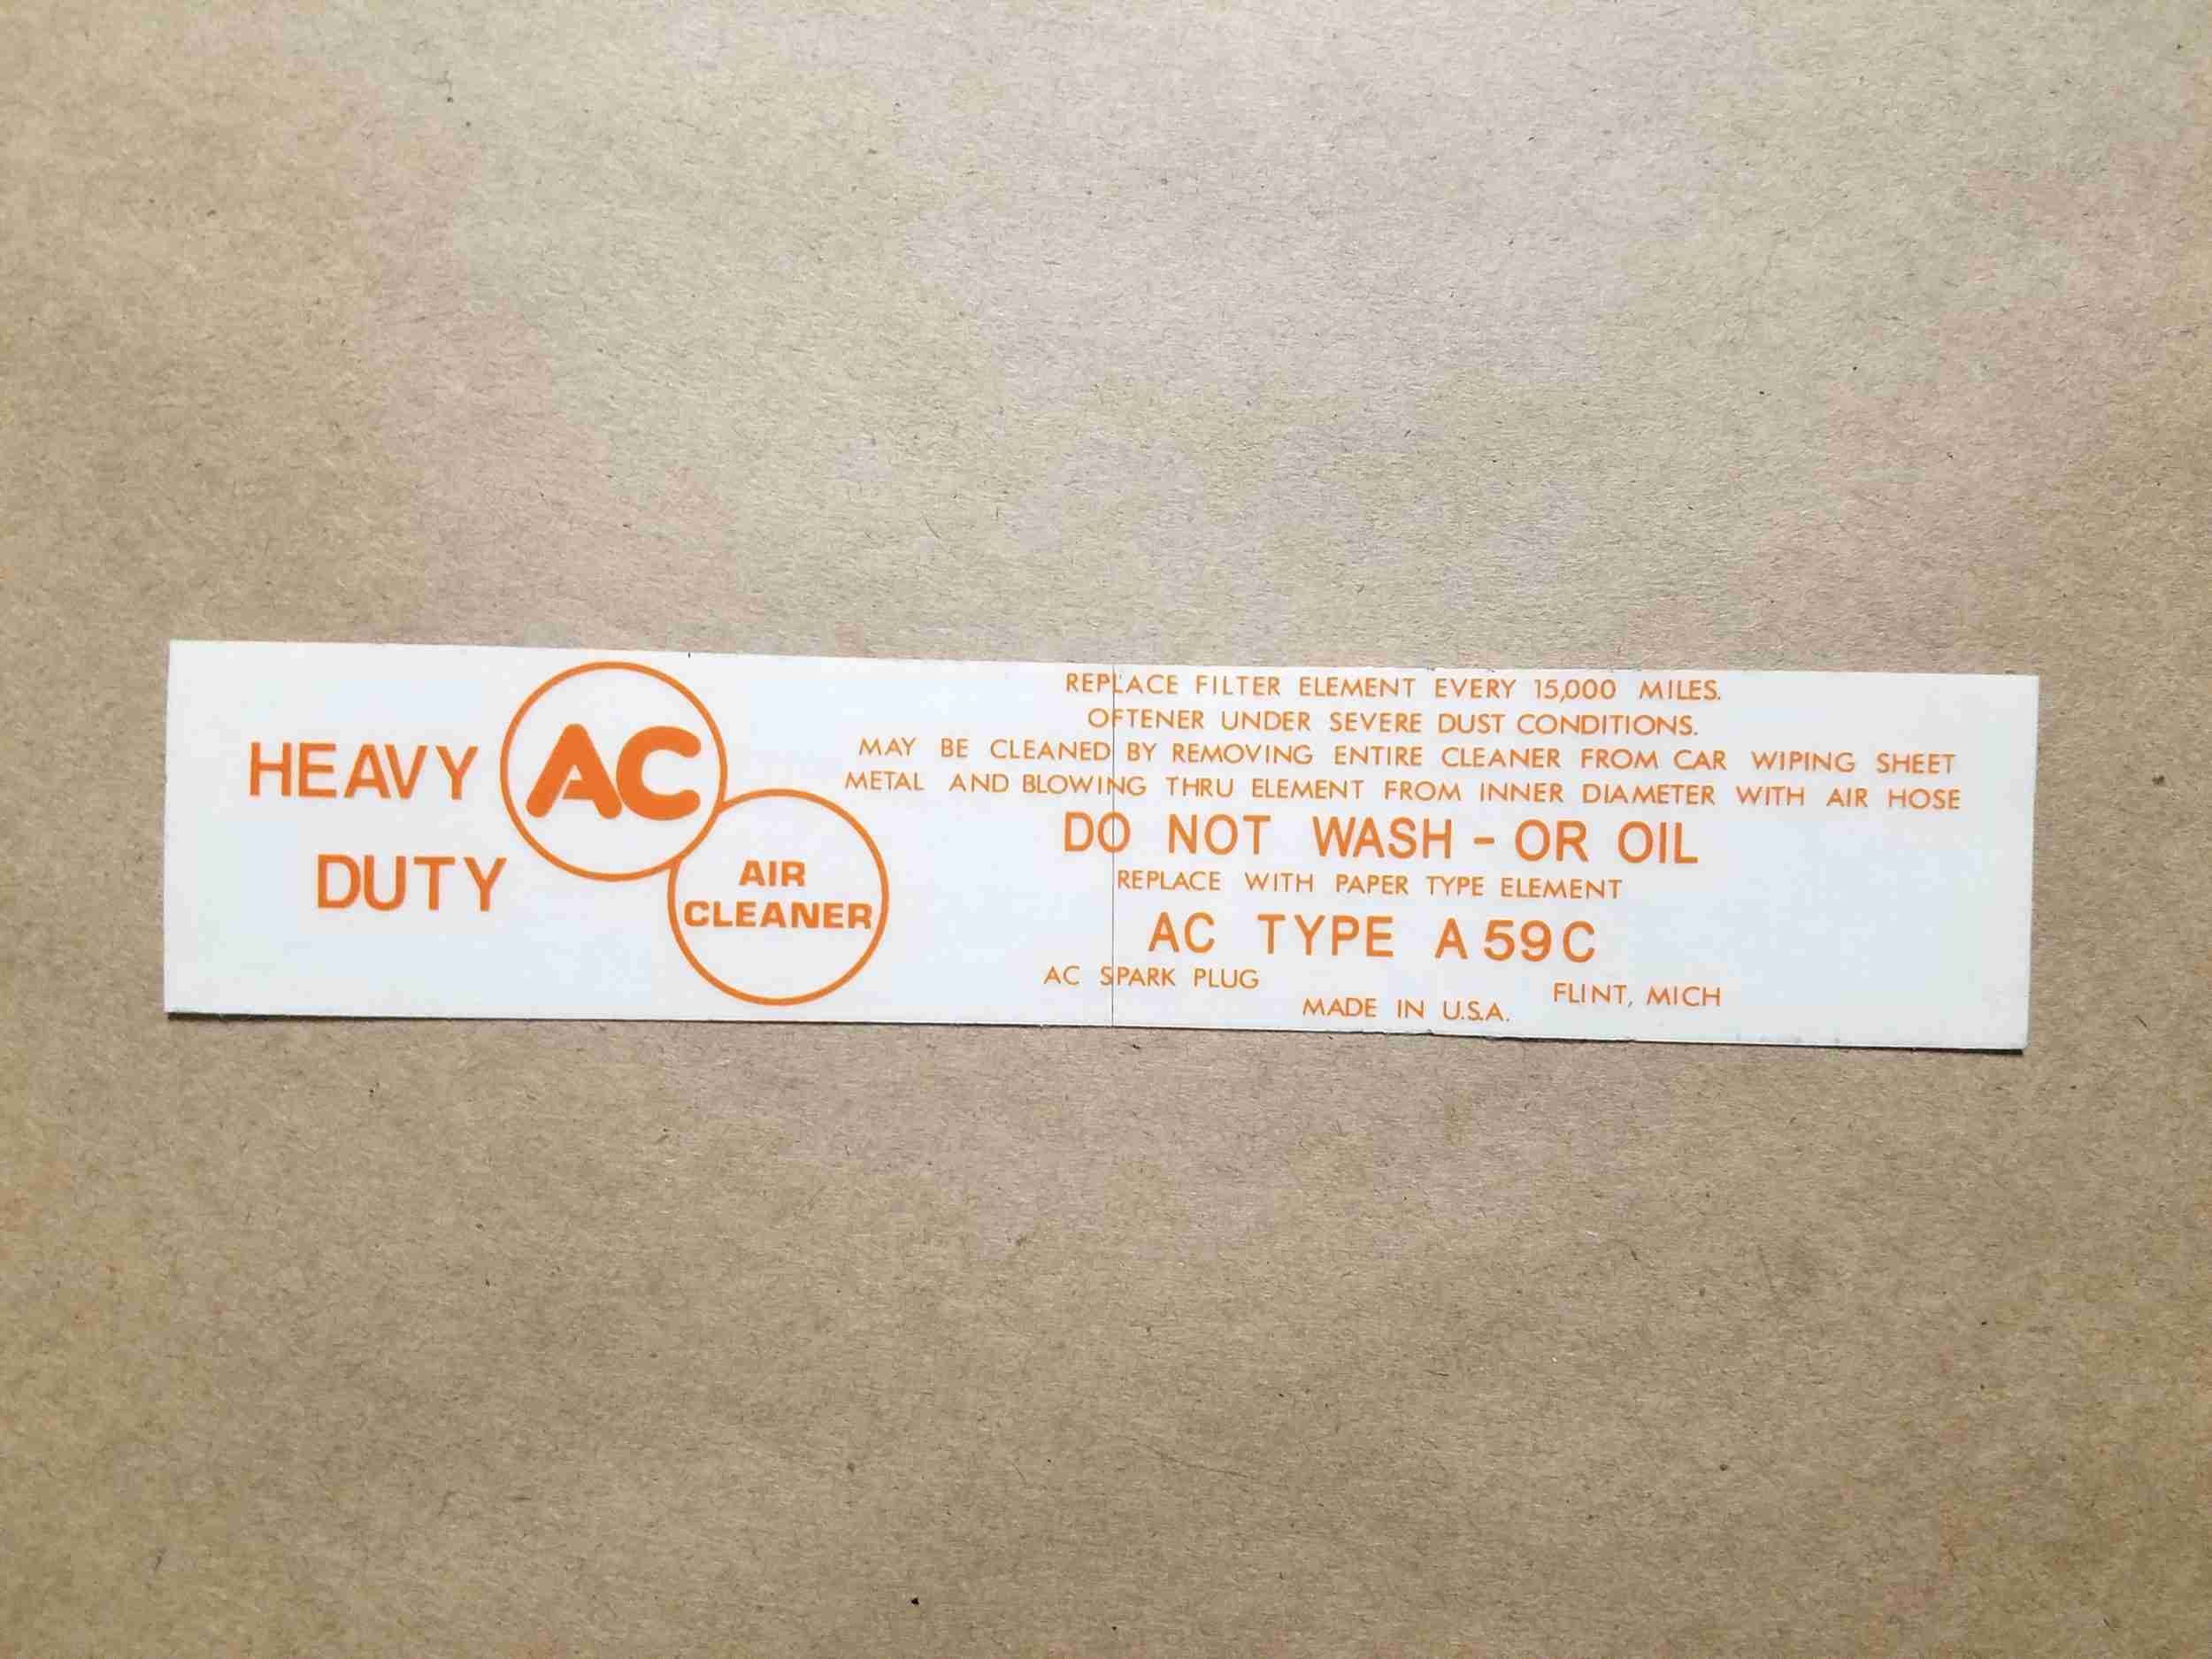 HEAVY
DUTY
AC
AIR
CLEANER
REPLACE FILTER ELEMENT EVERY 15,000 MILES.
OFTENER UNDER SEVERE DUST CONDITIONS.
MAY BE CLEANED BY REMOVING ENTIRE CLEANER FROM CAR WIPING SHEET
METAL AND BLOWING THRU ELEMENT FROM INNER DIAMETER WITH AIR HOSE
DO NOT WASH - OR OIL
REPLACE WITH PAPER TYPE ELEMENT
AC TYPE A59C
AC SPARK PLUG FLINT, MICH
MADE IN U.S.A.